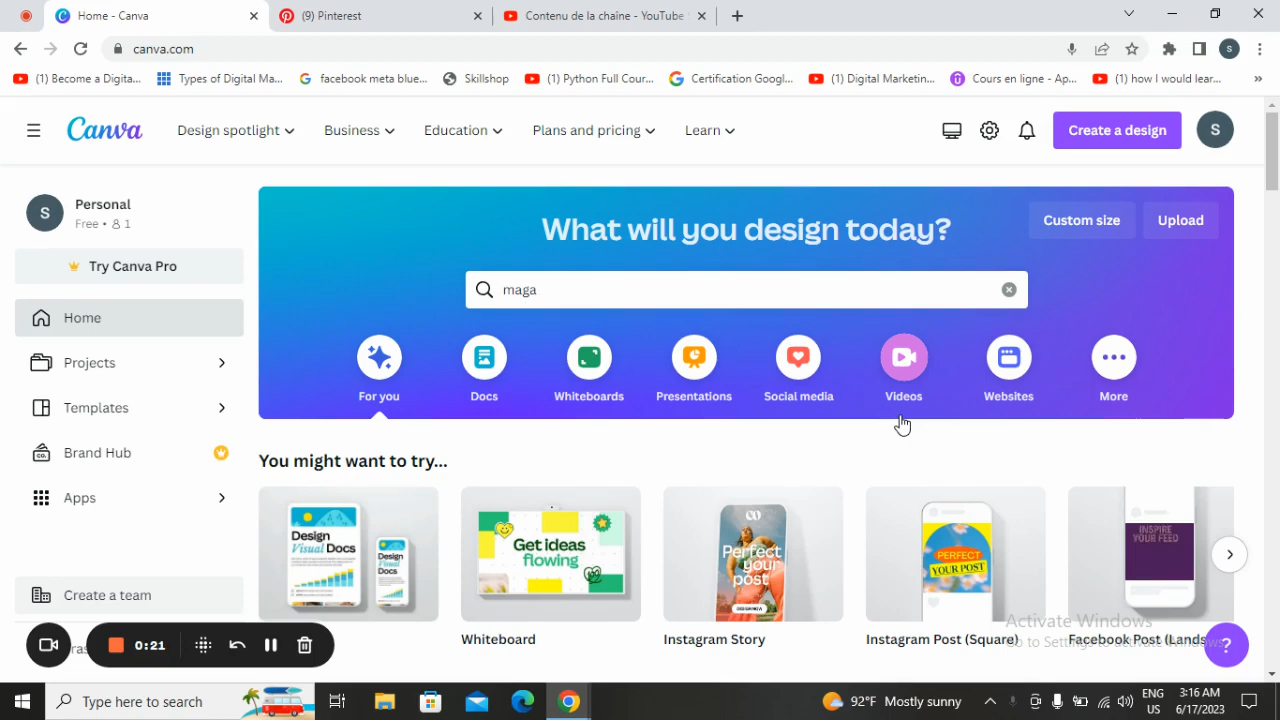 Home - Canva
(9) Pinterest
Contenu de la chaîne - YouTube
canva.com
S
(1) Become a Digita...
Types of Digital Ma...
facebook meta blue...
Skillshop
(1) Python Full Cour...
Certification Googl...
(1) Digital Marketin...
Cours en ligne - Ap...
(1) how I would lear...
Canva
Design spotlight
Business
Education
Plans and pricing
Learn
Create a design
S
S
Personal
Free • 1
Try Canva Pro
Home
Projects
Templates
Brand Hub
Apps
Create a team
What will you design today?
Custom size
Upload
maga
For you
Docs
Whiteboards
Presentations
Social media
Videos
Websites
More
You might want to try...
Design
Visual Docs
Design
Visual Docs
Get ideas
flowing
Perfect
your
post
PERFECT
YOUR POST
INSPIRE
YOUR FEED
Whiteboard
Instagram Story
Instagram Post (Square)
Facebook Post (Lands
Activate Windows
Go to Settings to activate Windows.
?
0:21
Type here to search
92°F Mostly sunny
ENG
US
3:16 AM
6/17/2023